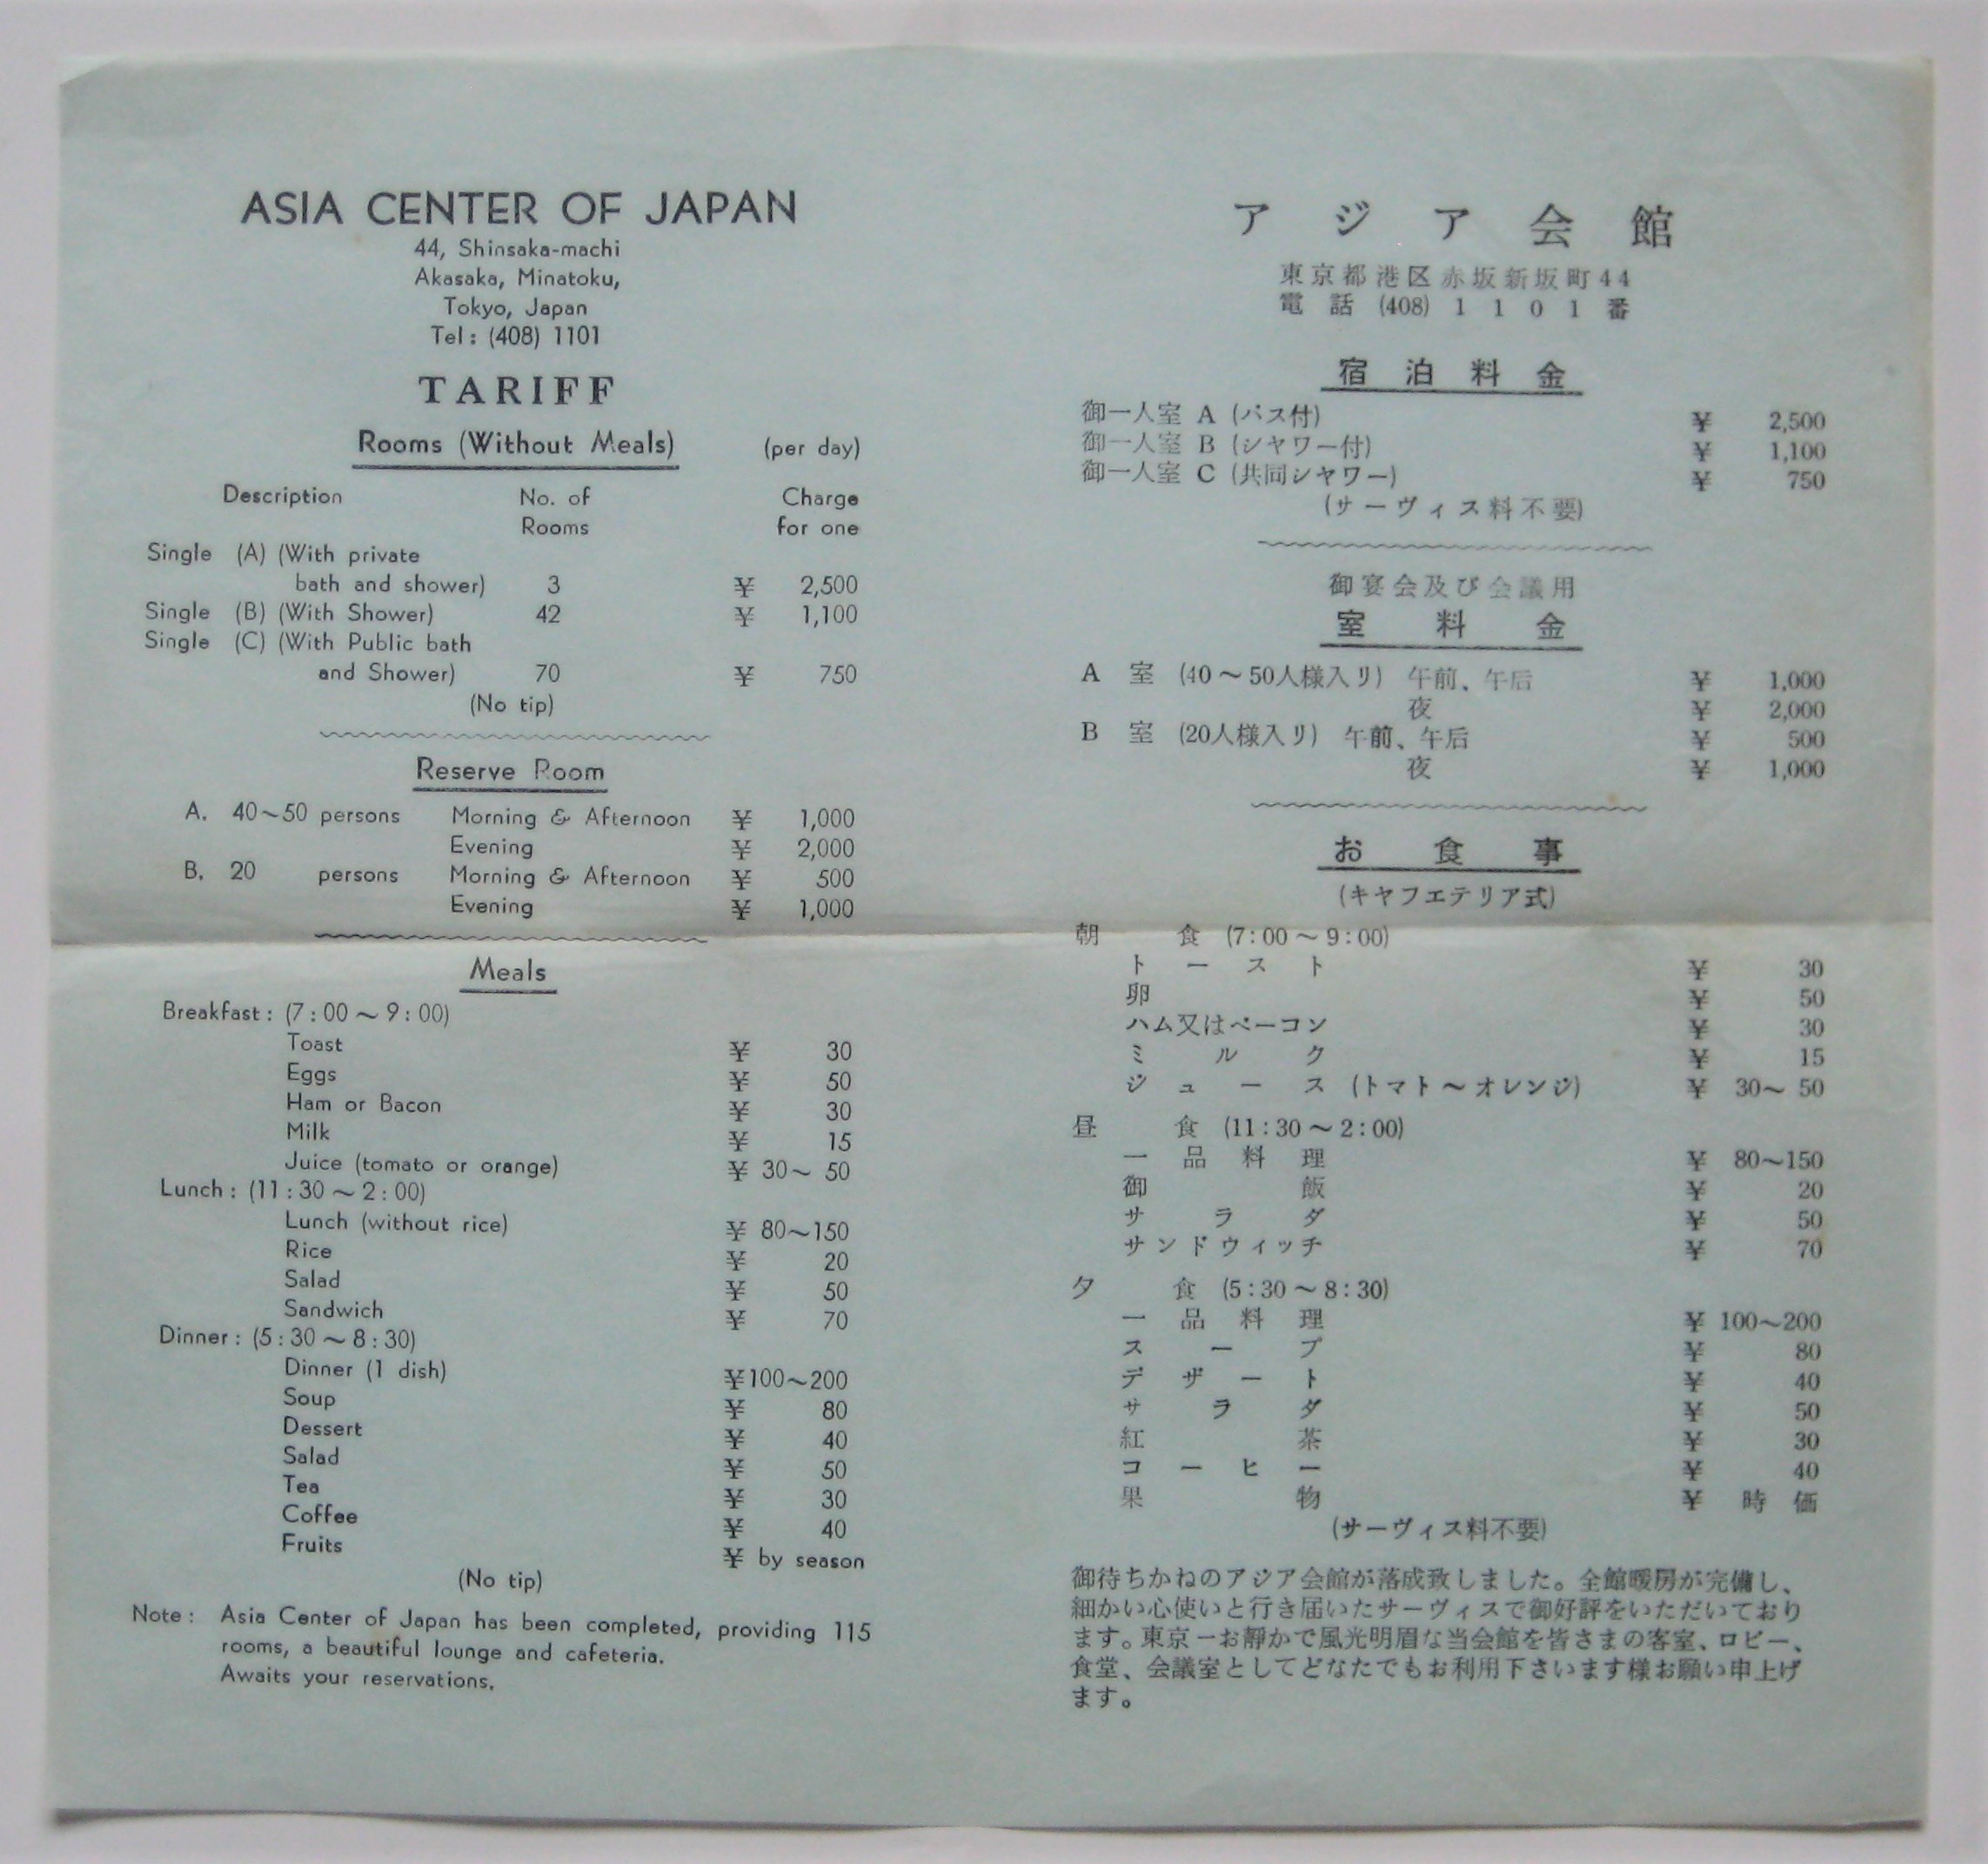 ASIA CENTER OF JAPAN
44, Shinsaka-machi
Akasaka, Minatoku,
Tokyo, Japan
Tel : (408) 1101
TARIFF
Rooms (Without Meals) (per day)
Description No. of Rooms Charge for one
Single (A) (With private
bath and shower) 3 ¥ 2,500
Single (B) (With Shower) 42 ¥ 1,100
Single (C) (With Public bath
and Shower) 70 ¥ 750
(No tip)
Reserve Room
A. 40~50 persons Morning & Afternoon ¥ 1,000
Evening ¥ 2,000
B. 20 persons Morning & Afternoon ¥ 500
Evening ¥ 1,000
Meals
Breakfast : (7 : 00 ~ 9 : 00)
Toast ¥ 30
Eggs ¥ 50
Ham or Bacon ¥ 30
Milk ¥ 15
Juice (tomato or orange) ¥ 30~ 50
Lunch : (11 : 30 ~ 2 : 00)
Lunch (without rice) ¥ 80~150
Rice ¥ 20
Salad ¥ 50
Sandwich ¥ 70
Dinner : (5 : 30 ~ 8 : 30)
Dinner (1 dish) ¥100~200
Soup ¥ 80
Dessert ¥ 40
Salad ¥ 50
Tea ¥ 30
Coffee ¥ 40
Fruits ¥ by season
(No tip)
Note : Asia Center of Japan has been completed, providing 115
rooms, a beautiful lounge and cafeteria.
Awaits your reservations.
アジア会館
東京都港区赤坂新坂町44
電話 (408) 1101番
宿泊料金
御一人室 A (バス付) ¥ 2,500
御一人室 B (シヤワー付) ¥ 1,100
御一人室 C (共同シヤワー) ¥ 750
(サーヴィス料不要)
御宴会及び会議用
室料金
A 室 (40～50人様入リ) 午前、午后 ¥ 1,000
夜 ¥ 2,000
B 室 (20人様入リ) 午前、午后 ¥ 500
夜 ¥ 1,000
お食事
(キヤフエテリア式)
朝食 (7:00～9:00)
トースト ¥ 30
卵 ¥ 50
ハム又はベーコン ¥ 30
ミルク ¥ 15
ジュース (トマト～オレンジ) ¥ 30～ 50
昼食 (11:30～2:00)
一品料理 ¥ 80～150
御飯 ¥ 20
サラダ ¥ 50
サンドウィッチ ¥ 70
夕食 (5:30～8:30)
一品料理 ¥ 100～200
スープ ¥ 80
デザート ¥ 40
サラダ ¥ 50
紅茶 ¥ 30
コーヒー ¥ 40
果物 ¥ 時価
(サーヴィス料不要)
御待ちかねのアジア会館が落成致しました。全館暖房が完備し、
細かい心使いと行き届いたサーヴィスで御好評をいただいており
ます。東京一お靜かで風光明眉な当会館を皆さまの客室、ロビー、
食堂、会議室としてどなたでもお利用下さいます様お願い申上げ
ます。